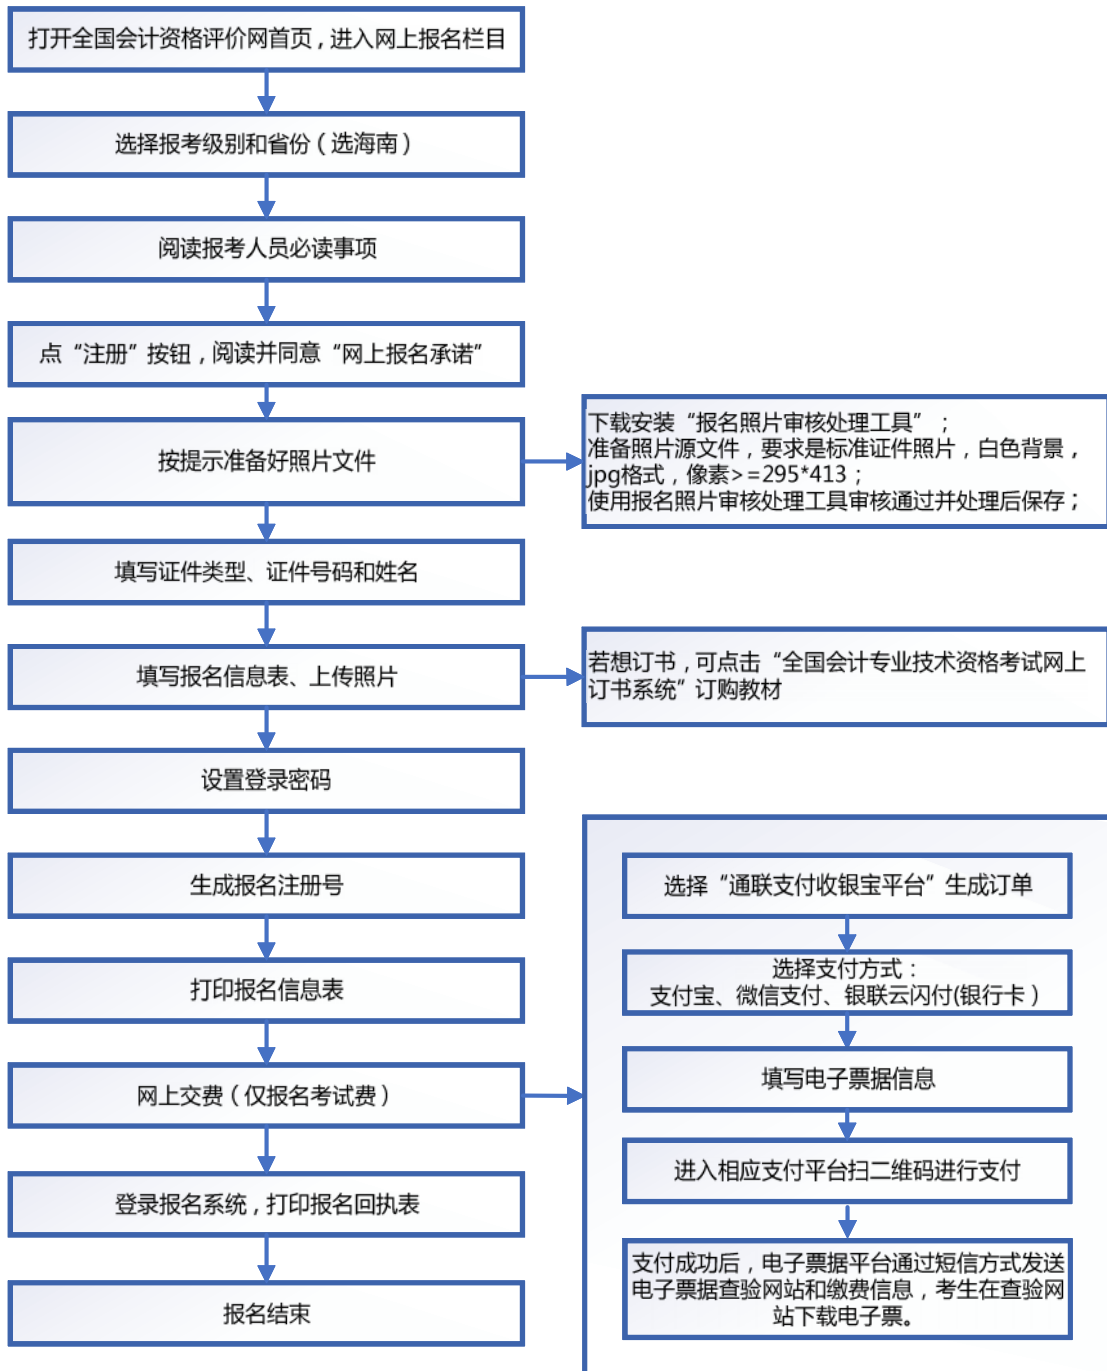 打开全国会计资格评价网首页，进入网上报名栏目
选择报考级别和省份（选海南）
阅读报考人员必读事项
点“注册”按钮，阅读并同意“网上报名承诺”
按提示准备好照片文件
下载安装“报名照片审核处理工具”；
准备照片源文件，要求是标准证件照片，白色背景，
jpg格式，像素>=295*413；
使用报名照片审核处理工具审核通过并处理后保存；
填写证件类型、证件号码和姓名
填写报名信息表、上传照片
若想订书，可点击“全国会计专业技术资格考试网上
订书系统”订购教材
设置登录密码
生成报名注册号
打印报名信息表
网上交费（仅报名考试费）
选择“通联支付收银宝平台”生成订单
选择支付方式：
支付宝、微信支付、银联云闪付(银行卡）
填写电子票据信息
进入相应支付平台扫二维码进行支付
支付成功后，电子票据平台通过短信方式发送
电子票据查验网站和缴费信息，考生在查验网
站下载电子票。
登录报名系统，打印报名回执表
报名结束